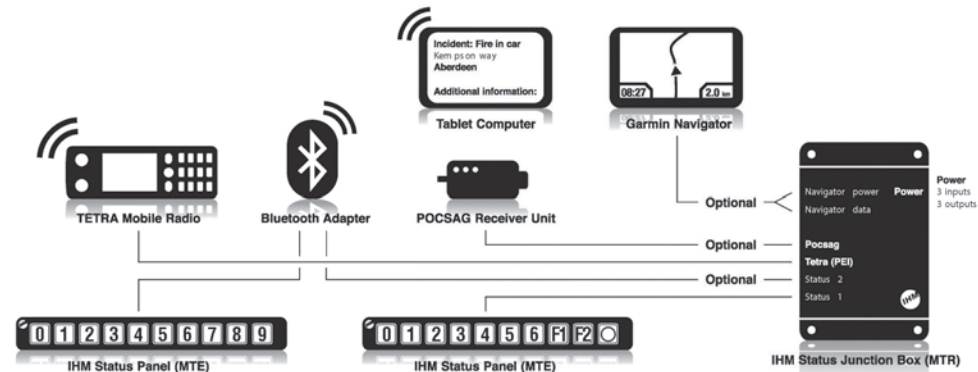 Incident: Fire in car
Kempson way
Aberdeen
Additional information:
Tablet Computer
08:27
2.0 km
Garmin Navigator
TETRA Mobile Radio
Bluetooth Adapter
POCSAG Receiver Unit
Optional
Navigator power
Power
Navigator data
Power
3 inputs
3 outputs
Optional
Pocsag
Tetra (PEI)
Optional
Status 2
Status 1
IHM
0 1 2 3 4 5 6 7 8 9
IHM Status Panel (MTE)
0 1 2 3 4 5 6 F1 F2
IHM Status Panel (MTE)
IHM Status Junction Box (MTR)